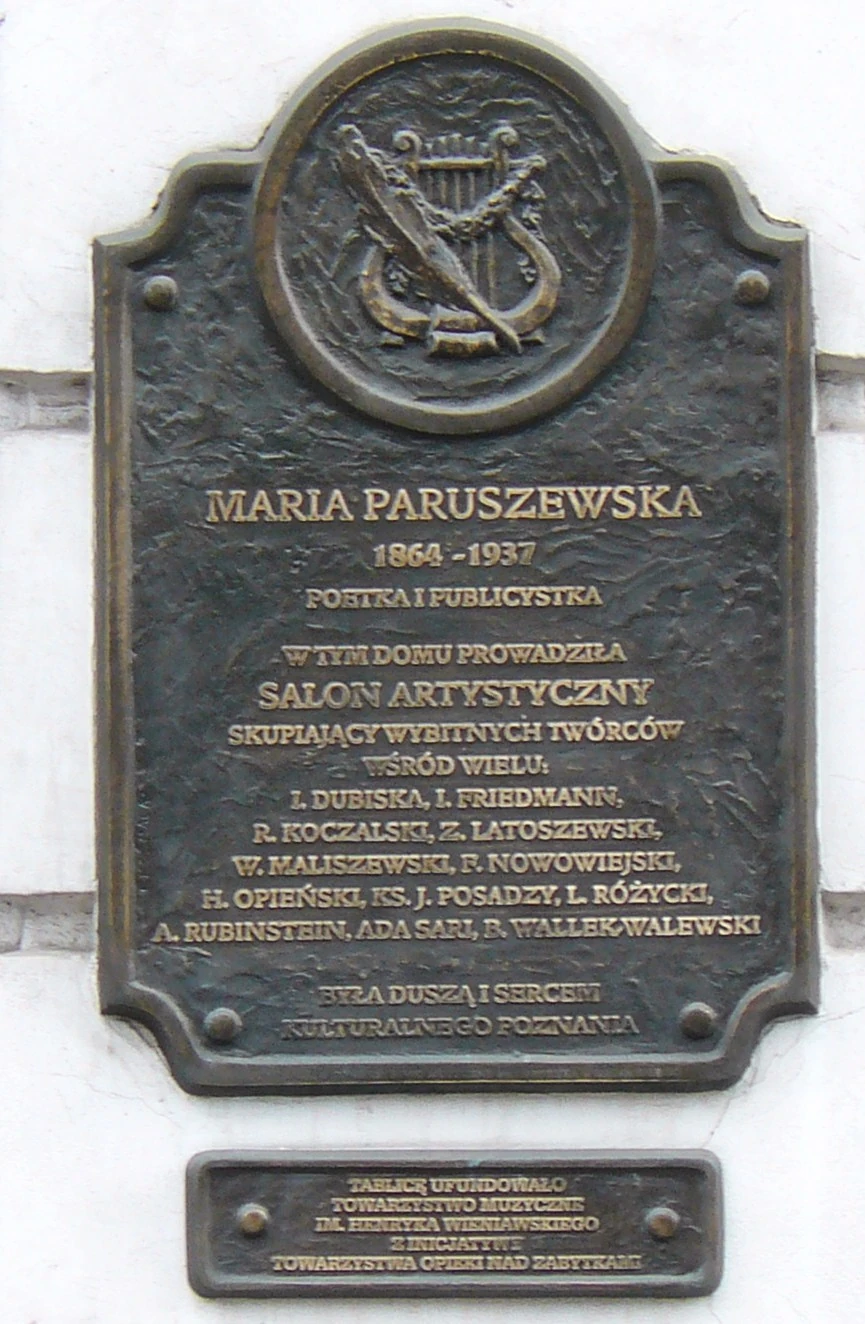 MARIA PARUSZEWSKA
1864-1937
POETKA I PUBLICYSTKA
W TYM DOMU PROWADZIŁA
SALON ARTYSTYCZNY
SKUPIAJĄCY WYBITNYCH TWÓRCÓW
WŚRÓD WIELU:
I. DUBISKA, I. FRIEDMANN,
R. KOCZALSKI, Z. LATOSZEWSKI,
W. MALISZEWSKI, F. NOWOWIEJSKI,
H. OPIEŃSKI, KS. J. POSADZY, L. RÓŻYCKI,
A. RUBINSTEIN, ADA SARI, B. WALLEK-WALEWSKI
BYŁA DUSZĄ I SERCEM
KULTURALNEGO POZNANIA
TABLICĘ UFUNDOWAŁO
TOWARZYSTWO MUZYCZNE
IM. HENRYKA WIENIAWSKIEGO
Z INICJATYWY
TOWARZYSTWA OPIEKI NAD ZABYTKAMI